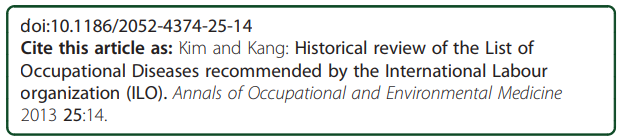 doi:10.1186/2052-4374-25-14
Cite this article as: Kim and Kang: Historical review of the List of
Occupational Diseases recommended by the International Labour
organization (ILO). Annals of Occupational and Environmental Medicine
2013 25:14.